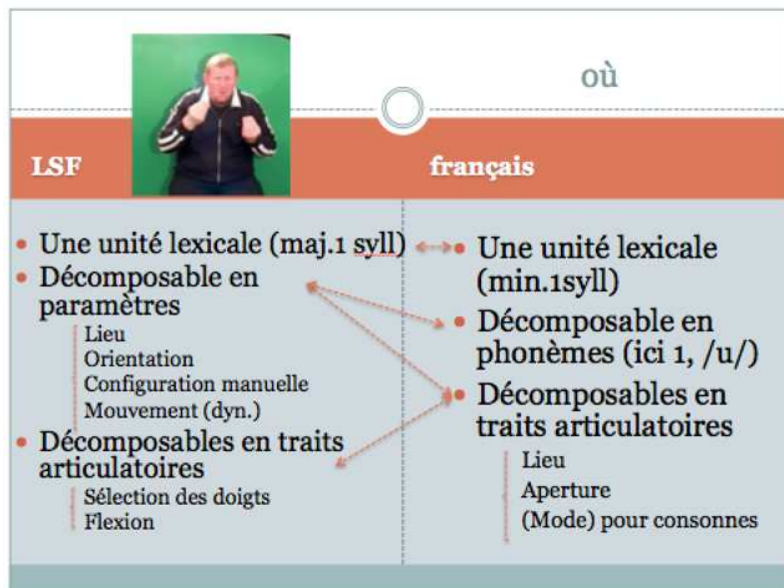 où
LSF
français
• Une unité lexicale (maj.1 syll)
• Décomposable en
paramètres
Lieu
Orientation
Configuration manuelle
Mouvement (dyn.)
• Décomposables en traits
articulatoires
Sélection des doigts
Flexion
• Une unité lexicale
(min.1syll)
• Décomposable en
phonèmes (ici 1, /u/)
• Décomposables en
traits articulatoires
Lieu
Aperture
(Mode) pour consonnes